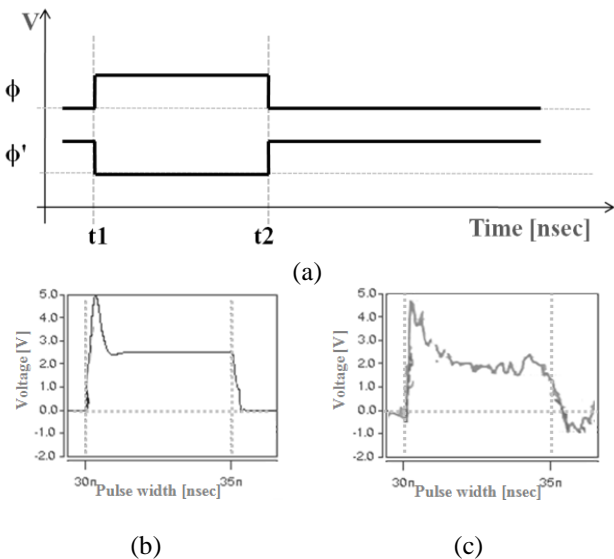 V
ϕ
ϕ'
t1 t2 Time [nsec]
(a)
5.0
4.0
3.0
2.0
1.0
0.0
-1.0
-2.0
Voltage [V]
30n 35n
Pulse width [nsec]
(b)
5.0
4.0
3.0
2.0
1.0
0.0
-1.0
-2.0
Voltage [V]
30n 35n
Pulse width [nsec]
(c)